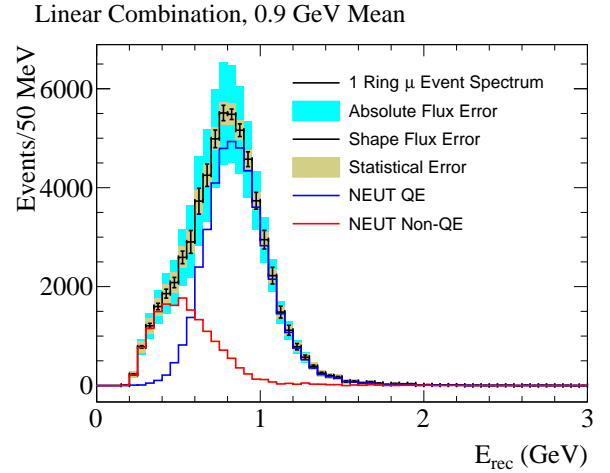 Linear Combination, 0.9 GeV Mean
Events/50 MeV
6000
4000
2000
0
1 Ring μ Event Spectrum
Absolute Flux Error
Shape Flux Error
Statistical Error
NEUT QE
NEUT Non-QE
0 1 2 3
E_rec (GeV)